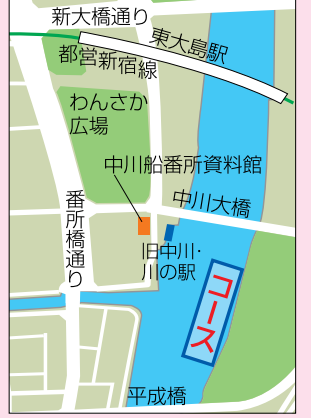 新大橋通り
東大島駅
都営新宿線
わんさか
広場
中川船番所資料館
番所橋通り
中川大橋
旧中川・
川の駅
コース
平成橋